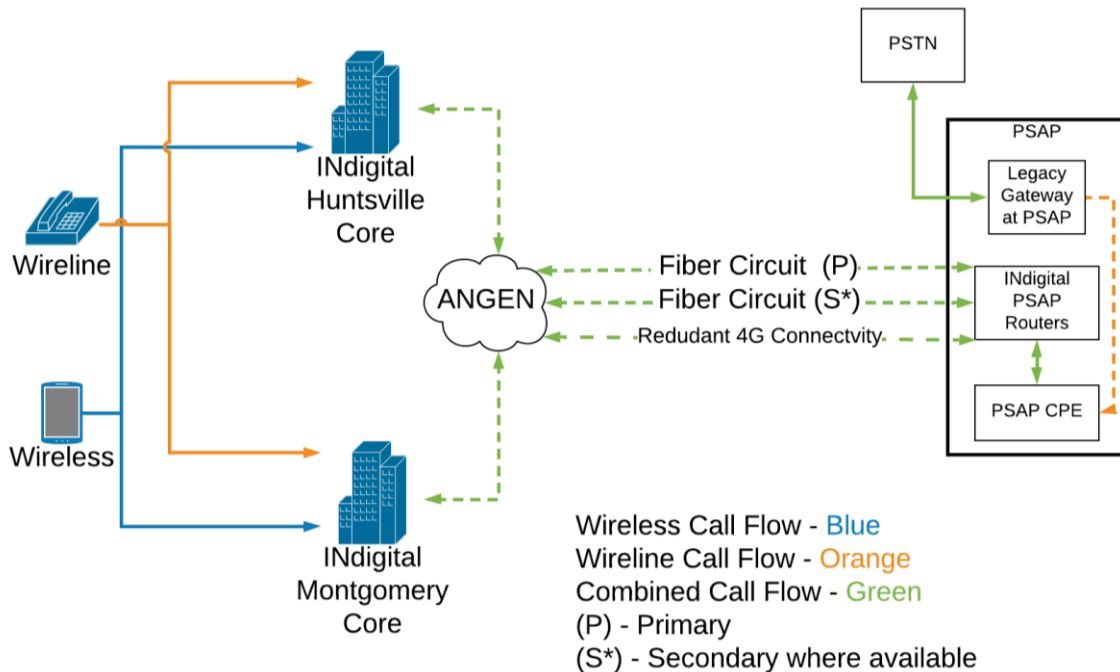 PSTN
PSAP
Legacy
Gateway
at PSAP
INdigital
Huntsville
Core
Wireline
ANGEN
Fiber Circuit (P)
Fiber Circuit (S*)
Redudant 4G Connectvity
INdigital
PSAP
Routers
PSAP CPE
Wireless
INdigital
Montgomery
Core
Wireless Call Flow - Blue
Wireline Call Flow - Orange
Combined Call Flow - Green
(P) - Primary
(S*) - Secondary where available